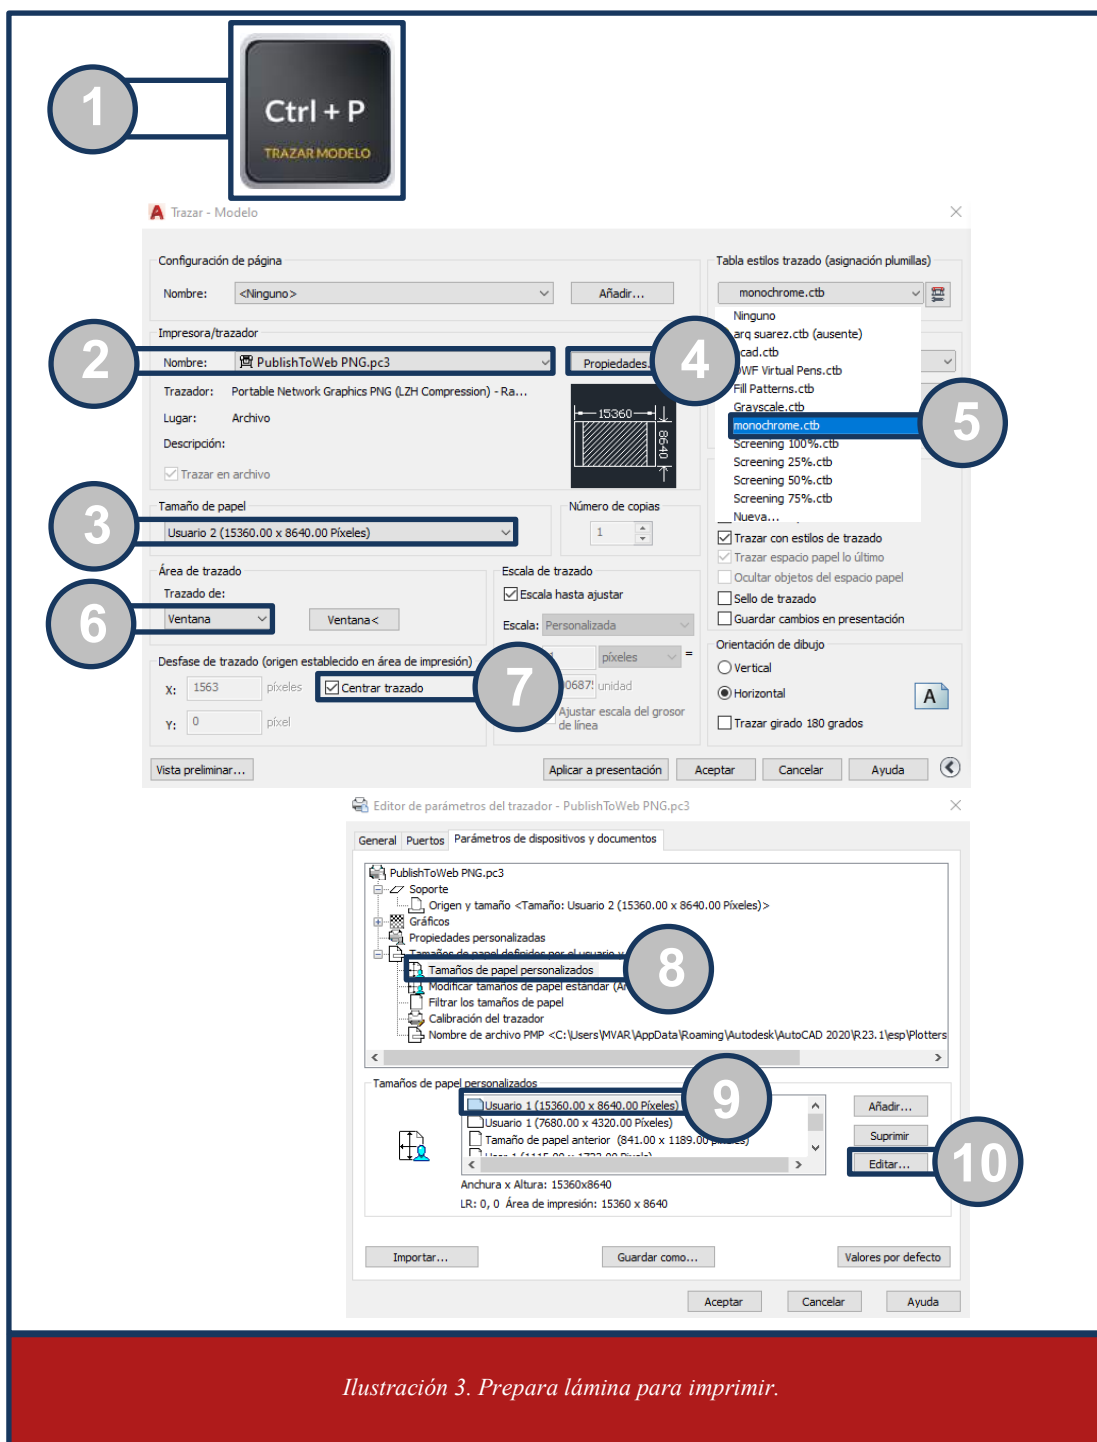 1
Ctrl + P
TRAZAR MODELO
Trazar - Modelo
Configuración de página
Nombre: <Ninguno> Añadir...
Tabla estilos trazado (asignación plumillas)
monochrome.ctb
Ninguno
arq suarez.ctb (ausente)
acad.ctb
DWF Virtual Pens.ctb
Fill Patterns.ctb
Grayscale.ctb
monochrome.ctb
Screening 100%.ctb
Screening 25%.ctb
Screening 50%.ctb
Screening 75%.ctb
Nueva...
5
Impresora/trazador
2
Nombre: PublishToWeb PNG.pc3 Propiedades.
4
Trazador: Portable Network Graphics PNG (LZH Compression) - Ra...
Lugar: Archivo
Descripción:
Trazar en archivo
15360
8640
3
Tamaño de papel
Usuario 2 (15360.00 x 8640.00 Píxeles)
Número de copias
1
Trazar con estilos de trazado
Trazar espacio papel lo último
Ocultar objetos del espacio papel
Sello de trazado
Guardar cambios en presentación
6
Área de trazado
Trazado de:
Ventana Ventana<
Escala de trazado
Escala hasta ajustar
Escala: Personalizada
píxeles =
unidad
Ajustar escala del grosor
de línea
Desfase de trazado (origen establecido en área de impresión)
X: 1563 píxeles Centrar trazado
7
Y: 0 píxel
Orientación de dibujo
Vertical
Horizontal
A
Trazar girado 180 grados
Vista preliminar... Aplicar a presentación Aceptar Cancelar Ayuda
Editor de parámetros del trazador - PublishToWeb PNG.pc3
General Puertos Parámetros de dispositivos y documentos
PublishToWeb PNG.pc3
Soporte
Origen y tamaño <Tamaño: Usuario 2 (15360.00 x 8640.00 Píxeles)>
Gráficos
Propiedades personalizadas
Tamaños de papel definidos por el usuario y
Tamaños de papel personalizados
8
Modificar tamaños de papel estándar
Filtrar los tamaños de papel
Calibración del trazador
Nombre de archivo PMP <C:\Users\MVAR\AppData\Roaming\Autodesk\AutoCAD 2020\R23.1\esp\Plotters
Tamaños de papel personalizados
Usuario 1 (15360.00 x 8640.00 Píxeles)
9
Usuario 1 (7680.00 x 4320.00 Píxeles)
Tamaño de papel anterior (841.00 x 1189.00 píxeles)
Añadir...
Suprimir
Editar...
10
Anchura x Altura: 15360x8640
LR: 0, 0 Área de impresión: 15360 x 8640
Importar... Guardar como... Valores por defecto
Aceptar Cancelar Ayuda
Ilustración 3. Prepara lámina para imprimir.